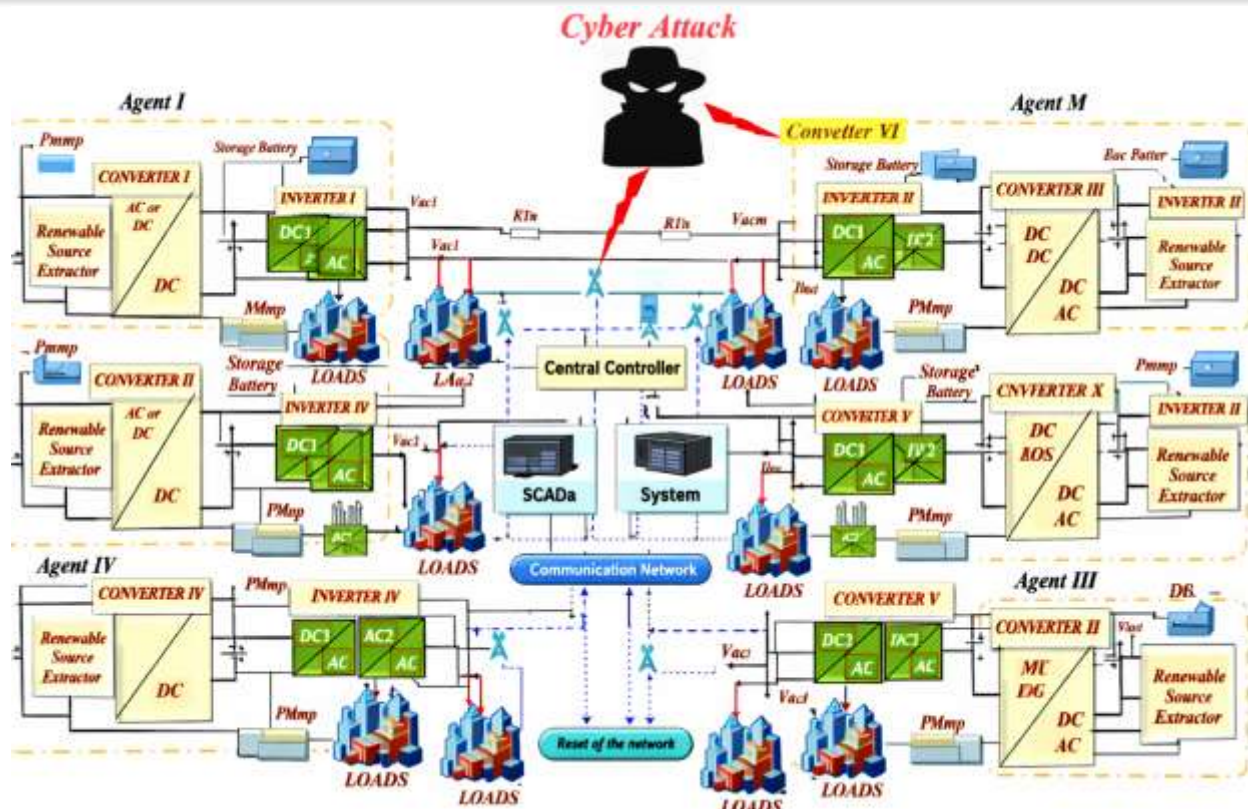 Cyber Attack
Agent I
Agent M
Pmmp
Storage Battery
Convetter VI
Storage Battery
Bac Patter
CONVERTER I
INVERTER I
INVERTER II
CONVERTER III
INVERTER II
AC or
DC
DC
Renewable
Source
Extractor
DC1
AC
Vac1
R1n
R1n
Vacm
Vac1
DC1
AC
DC
DC
DC
AC
Renewable
Source
Extractor
MMmp
LOADS
LOADS
LOADS
PMmp
Pmmp
Storage
Battery
Central Controller
Storage
Battery
Pmmp
CONVERTER II
INVERTER IV
CONVERTER V
CNVFERTER X
INVERTER II
AC or
DC
DC
Renewable
Source
Extractor
DC1
AC
SCADa
System
DC1
AC
DC
DC
AC
Renewable
Source
Extractor
PMmp
LOADS
LOADS
PMmp
Agent IV
Communication Network
Agent III
CONVERTER IV
PMmp
INVERTER IV
CONVERTER V
CONVERTER II
Renewable
Source
Extractor
DC
DC3
AC
AC2
AC
Vac1
DC3
AC
AC
DC
AC
Renewable
Source
Extractor
PMmp
LOADS
LOADS
Reset of the network
LOADS
LOADS
PMmp